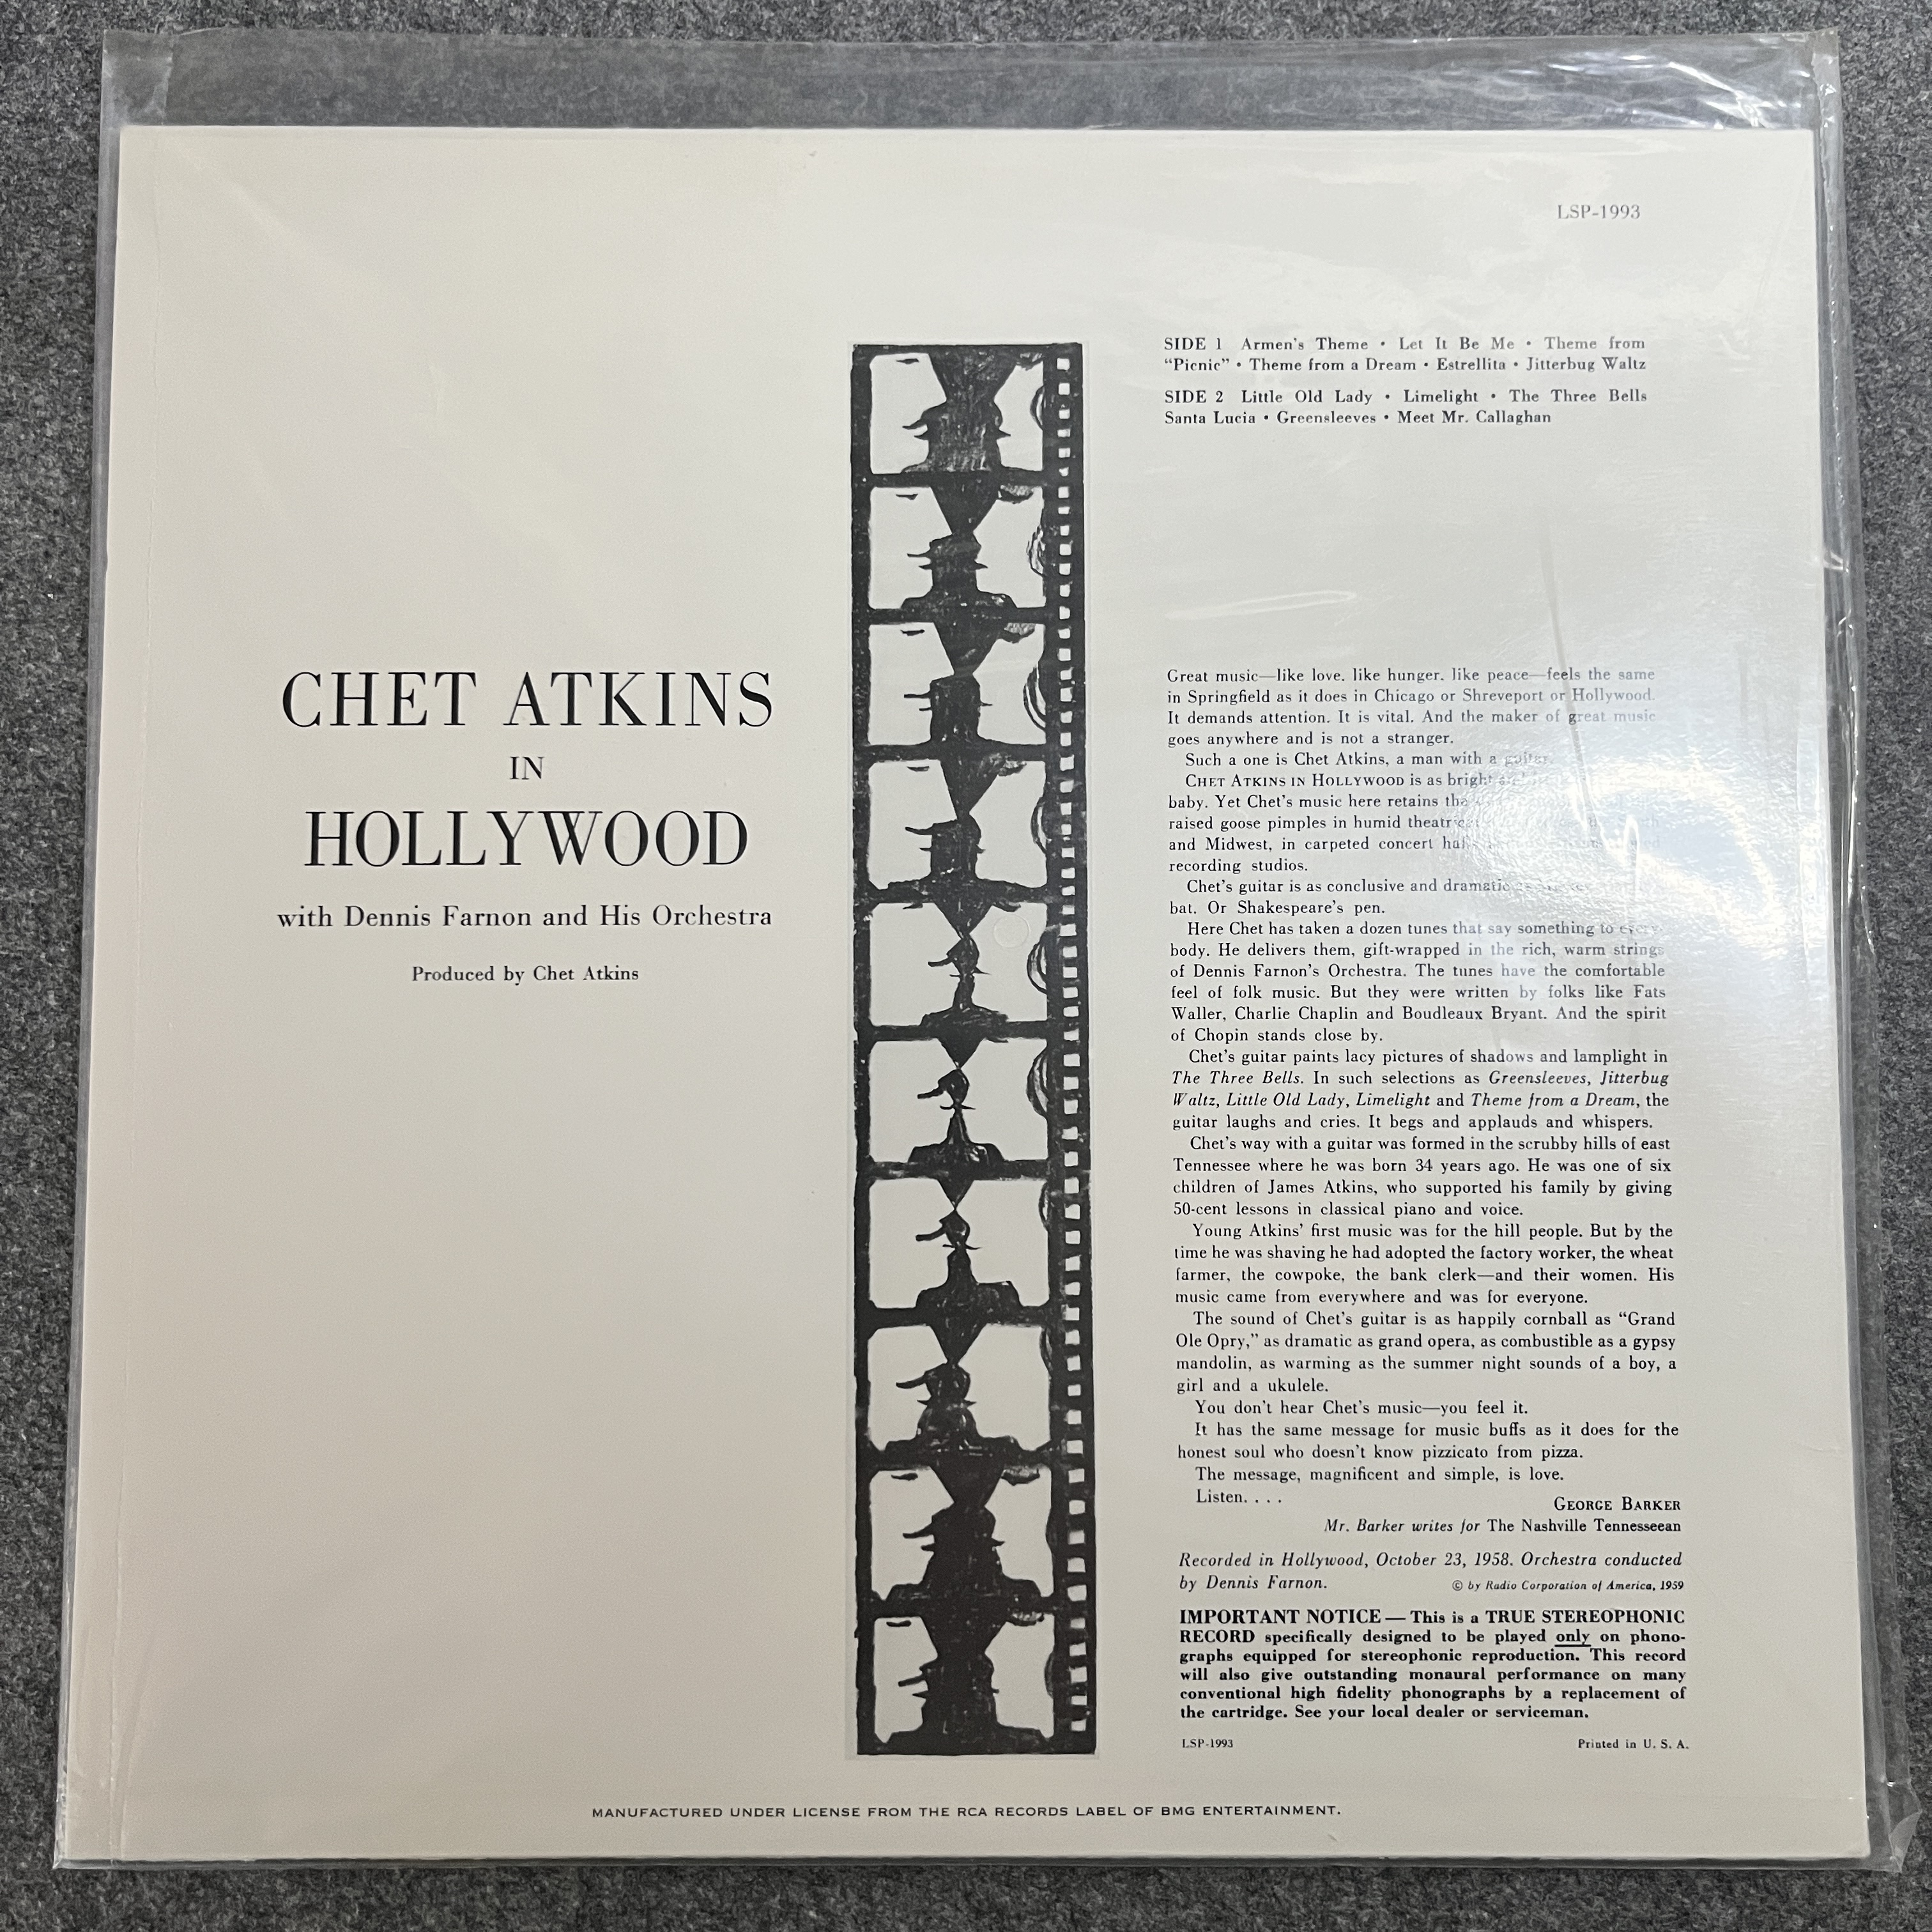 LSP-1993
SIDE 1 Armen's Theme • Let It Be Me • Theme from
"Picnic" • Theme from a Dream • Estrellita • Jitterbug Waltz
SIDE 2 Little Old Lady • Limelight • The Three Bells
Santa Lucia • Greensleeves • Meet Mr. Callaghan
CHET ATKINS
IN
HOLLYWOOD
with Dennis Farnon and His Orchestra
Produced by Chet Atkins
Great music—like love, like hunger, like peace—feels the same
in Springfield as it does in Chicago or Shreveport or Hollywood.
It demands attention. It is vital. And the maker of great music
goes anywhere and is not a stranger.
Such a one is Chet Atkins, a man with a guitar.
CHET ATKINS IN HOLLYWOOD is as bright
baby. Yet Chet's music here retains the
raised goose pimples in humid
and Midwest, in carpeted concert
recording studios.
Chet's guitar is as conclusive and dramatic
bat. Or Shakespeare's pen.
Here Chet has taken a dozen tunes that say something to every-
body. He delivers them, gift-wrapped in the rich, warm strings
of Dennis Farnon's Orchestra. The tunes have the comfortable
feel of folk music. But they were written by folks like Fats
Waller, Charlie Chaplin and Boudleaux Bryant. And the spirit
of Chopin stands close by.
Chet's guitar paints lacy pictures of shadows and lamplight in
The Three Bells. In such selections as Greensleeves, Jitterbug
Waltz, Little Old Lady, Limelight and Theme from a Dream, the
guitar laughs and cries. It begs and applauds and whispers.
Chet's way with a guitar was formed in the scrubby hills of east
Tennessee where he was born 34 years ago. He was one of six
children of James Atkins, who supported his family by giving
50-cent lessons in classical piano and voice.
Young Atkins' first music was for the hill people. But by the
time he was shaving he had adopted the factory worker, the wheat
farmer, the cowpoke, the bank clerk—and their women. His
music came from everywhere and was for everyone.
The sound of Chet's guitar is as happily cornball as "Grand
Ole Opry," as dramatic as grand opera, as combustible as a gypsy
mandolin, as warming as the summer night sounds of a boy, a
girl and a ukulele.
You don't hear Chet's music—you feel it.
It has the same message for music buffs as it does for the
honest soul who doesn't know pizzicato from pizza.
The message, magnificent and simple, is love.
Listen. . . .
GEORGE BARKER
Mr. Barker writes for The Nashville Tennesseean
Recorded in Hollywood, October 23, 1958. Orchestra conducted
by Dennis Farnon. © by Radio Corporation of America, 1959
IMPORTANT NOTICE — This is a TRUE STEREOPHONIC
RECORD specifically designed to be played only on phono-
graphs equipped for stereophonic reproduction. This record
will also give outstanding monaural performance on many
conventional high fidelity phonographs by a replacement of
the cartridge. See your local dealer or serviceman.
LSP-1993 Printed in U. S. A.
MANUFACTURED UNDER LICENSE FROM THE RCA RECORDS LABEL OF BMG ENTERTAINMENT.